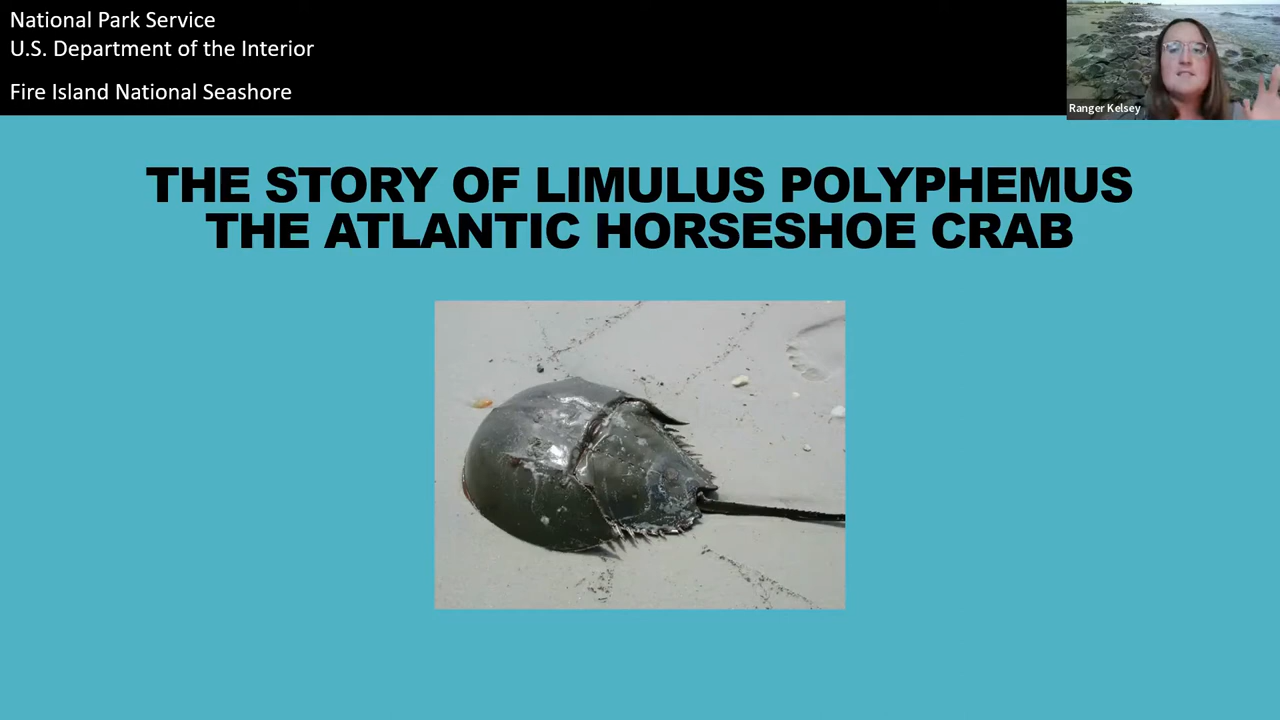 National Park Service
U.S. Department of the Interior
Fire Island National Seashore
Ranger Kelsey
THE STORY OF LIMULUS POLYPHEMUS
THE ATLANTIC HORSESHOE CRAB